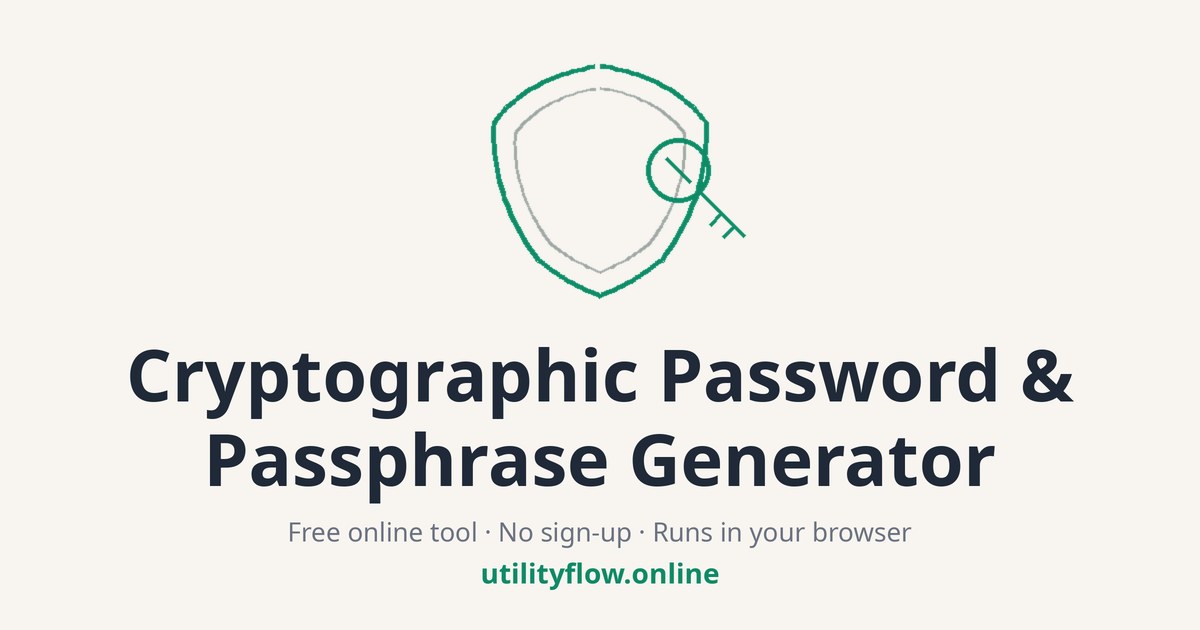 Cryptographic Password &
Passphrase Generator
Free online tool · No sign-up · Runs in your browser
utilityflow.online